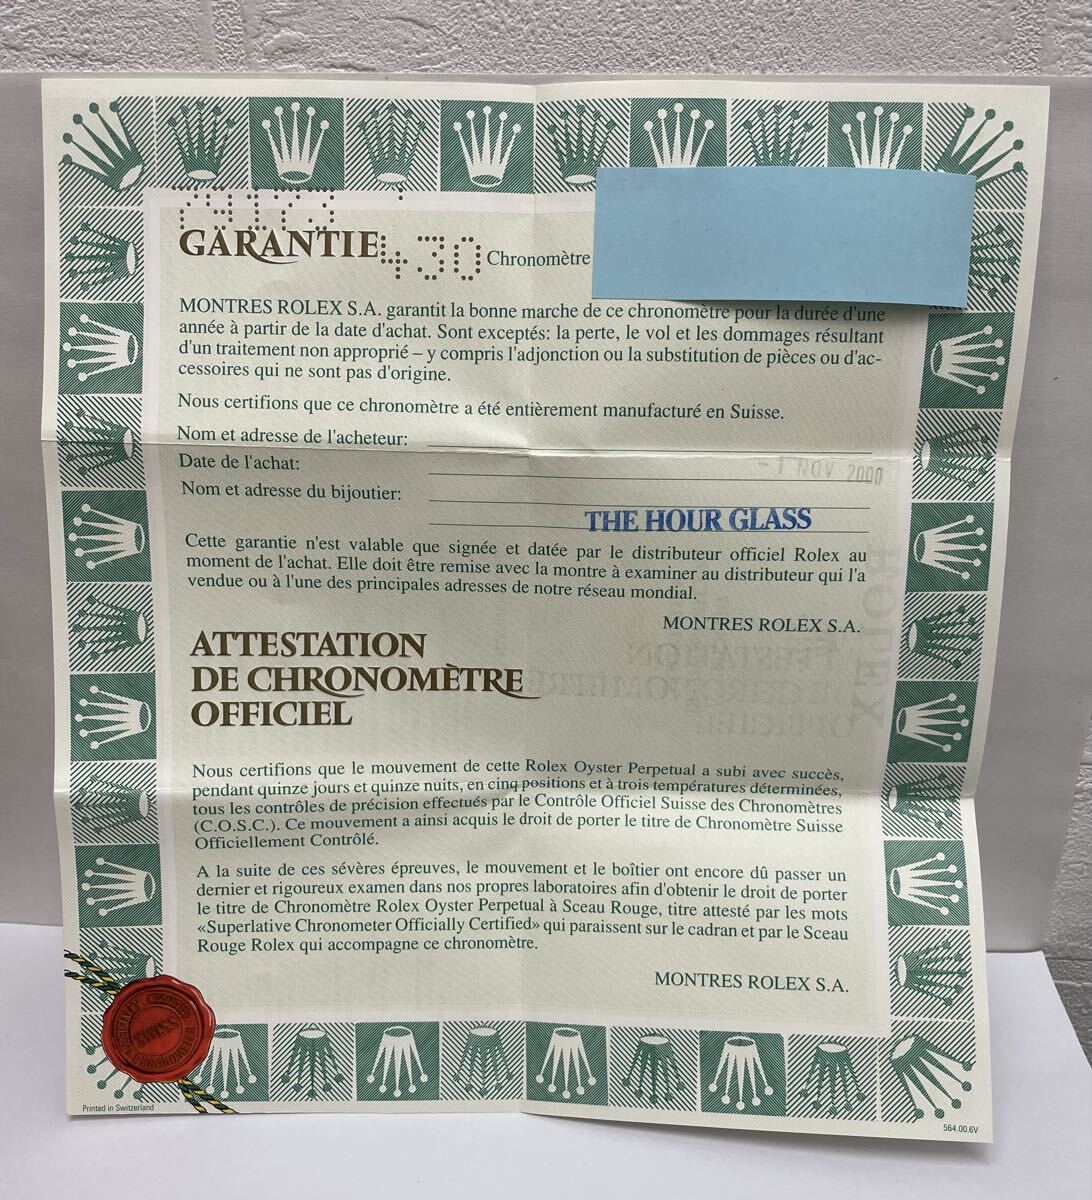 GARANTIE
430
Chronomètre
MONTRES ROLEX S.A. garantit la bonne marche de ce chronomètre pour la durée d'une
année à partir de la date d'achat. Sont exceptés: la perte, le vol et les dommages résultant
d'un traitement non approprié – y compris l'adjonction ou la substitution de pièces ou d'ac-
cessoires qui ne sont pas d'origine.
Nous certifions que ce chronomètre a été entièrement manufacturé en Suisse.
Nom et adresse de l'acheteur:
Date de l'achat:
- 1 NOV 2000
Nom et adresse du bijoutier:
THE HOUR GLASS
Cette garantie n'est valable que signée et datée par le distributeur officiel Rolex au
moment de l'achat. Elle doit être remise avec la montre à examiner au distributeur qui l'a
vendue ou à l'une des principales adresses de notre réseau mondial.
MONTRES ROLEX S.A.
ATTESTATION
DE CHRONOMÈTRE
OFFICIEL
Nous certifions que le mouvement de cette Rolex Oyster Perpetual a subi avec succès,
pendant quinze jours et quinze nuits, en cinq positions et à trois températures déterminées,
tous les contrôles de précision effectués par le Contrôle Officiel Suisse des Chronomètres
(C.O.S.C.). Ce mouvement a ainsi acquis le droit de porter le titre de Chronomètre Suisse
Officiellement Contrôlé.
A la suite de ces sévères épreuves, le mouvement et le boîtier ont encore dû passer un
dernier et rigoureux examen dans nos propres laboratoires afin d'obtenir le droit de porter
le titre de Chronomètre Rolex Oyster Perpetual à Sceau Rouge, titre attesté par les mots
«Superlative Chronometer Officially Certified» qui paraissent sur le cadran et par le Sceau
Rouge Rolex qui accompagne ce chronomètre.
MONTRES ROLEX S.A.
OFFICIALLY CERTIFIED
SWISS
CHRONOMETER
Printed in Switzerland
564.00.6V